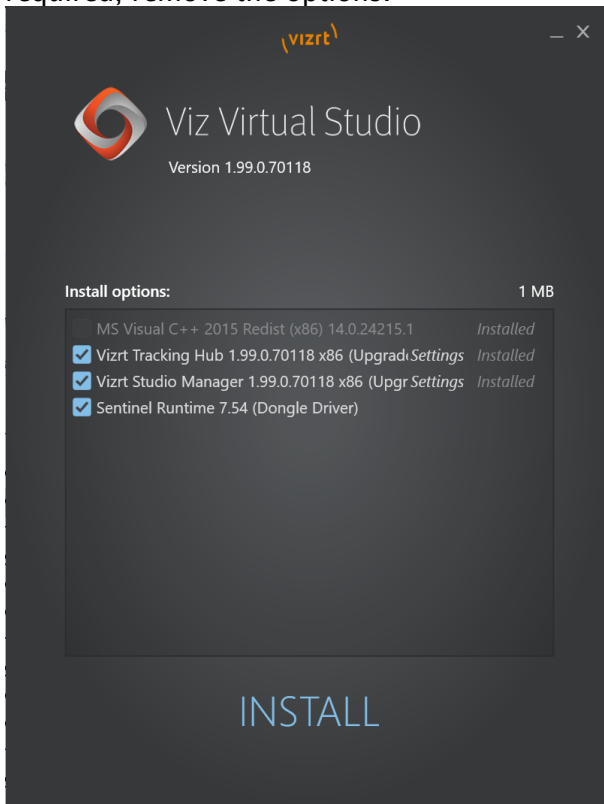 required, remove the options.
(vizrt)
Viz Virtual Studio
Version 1.99.0.70118
Install options: 1 MB
MS Visual C++ 2015 Redist (x86) 14.0.24215.1 Installed
Vizrt Tracking Hub 1.99.0.70118 x86 (Upgrade Settings Installed
Vizrt Studio Manager 1.99.0.70118 x86 (Upgr Settings Installed
Sentinel Runtime 7.54 (Dongle Driver)
INSTALL